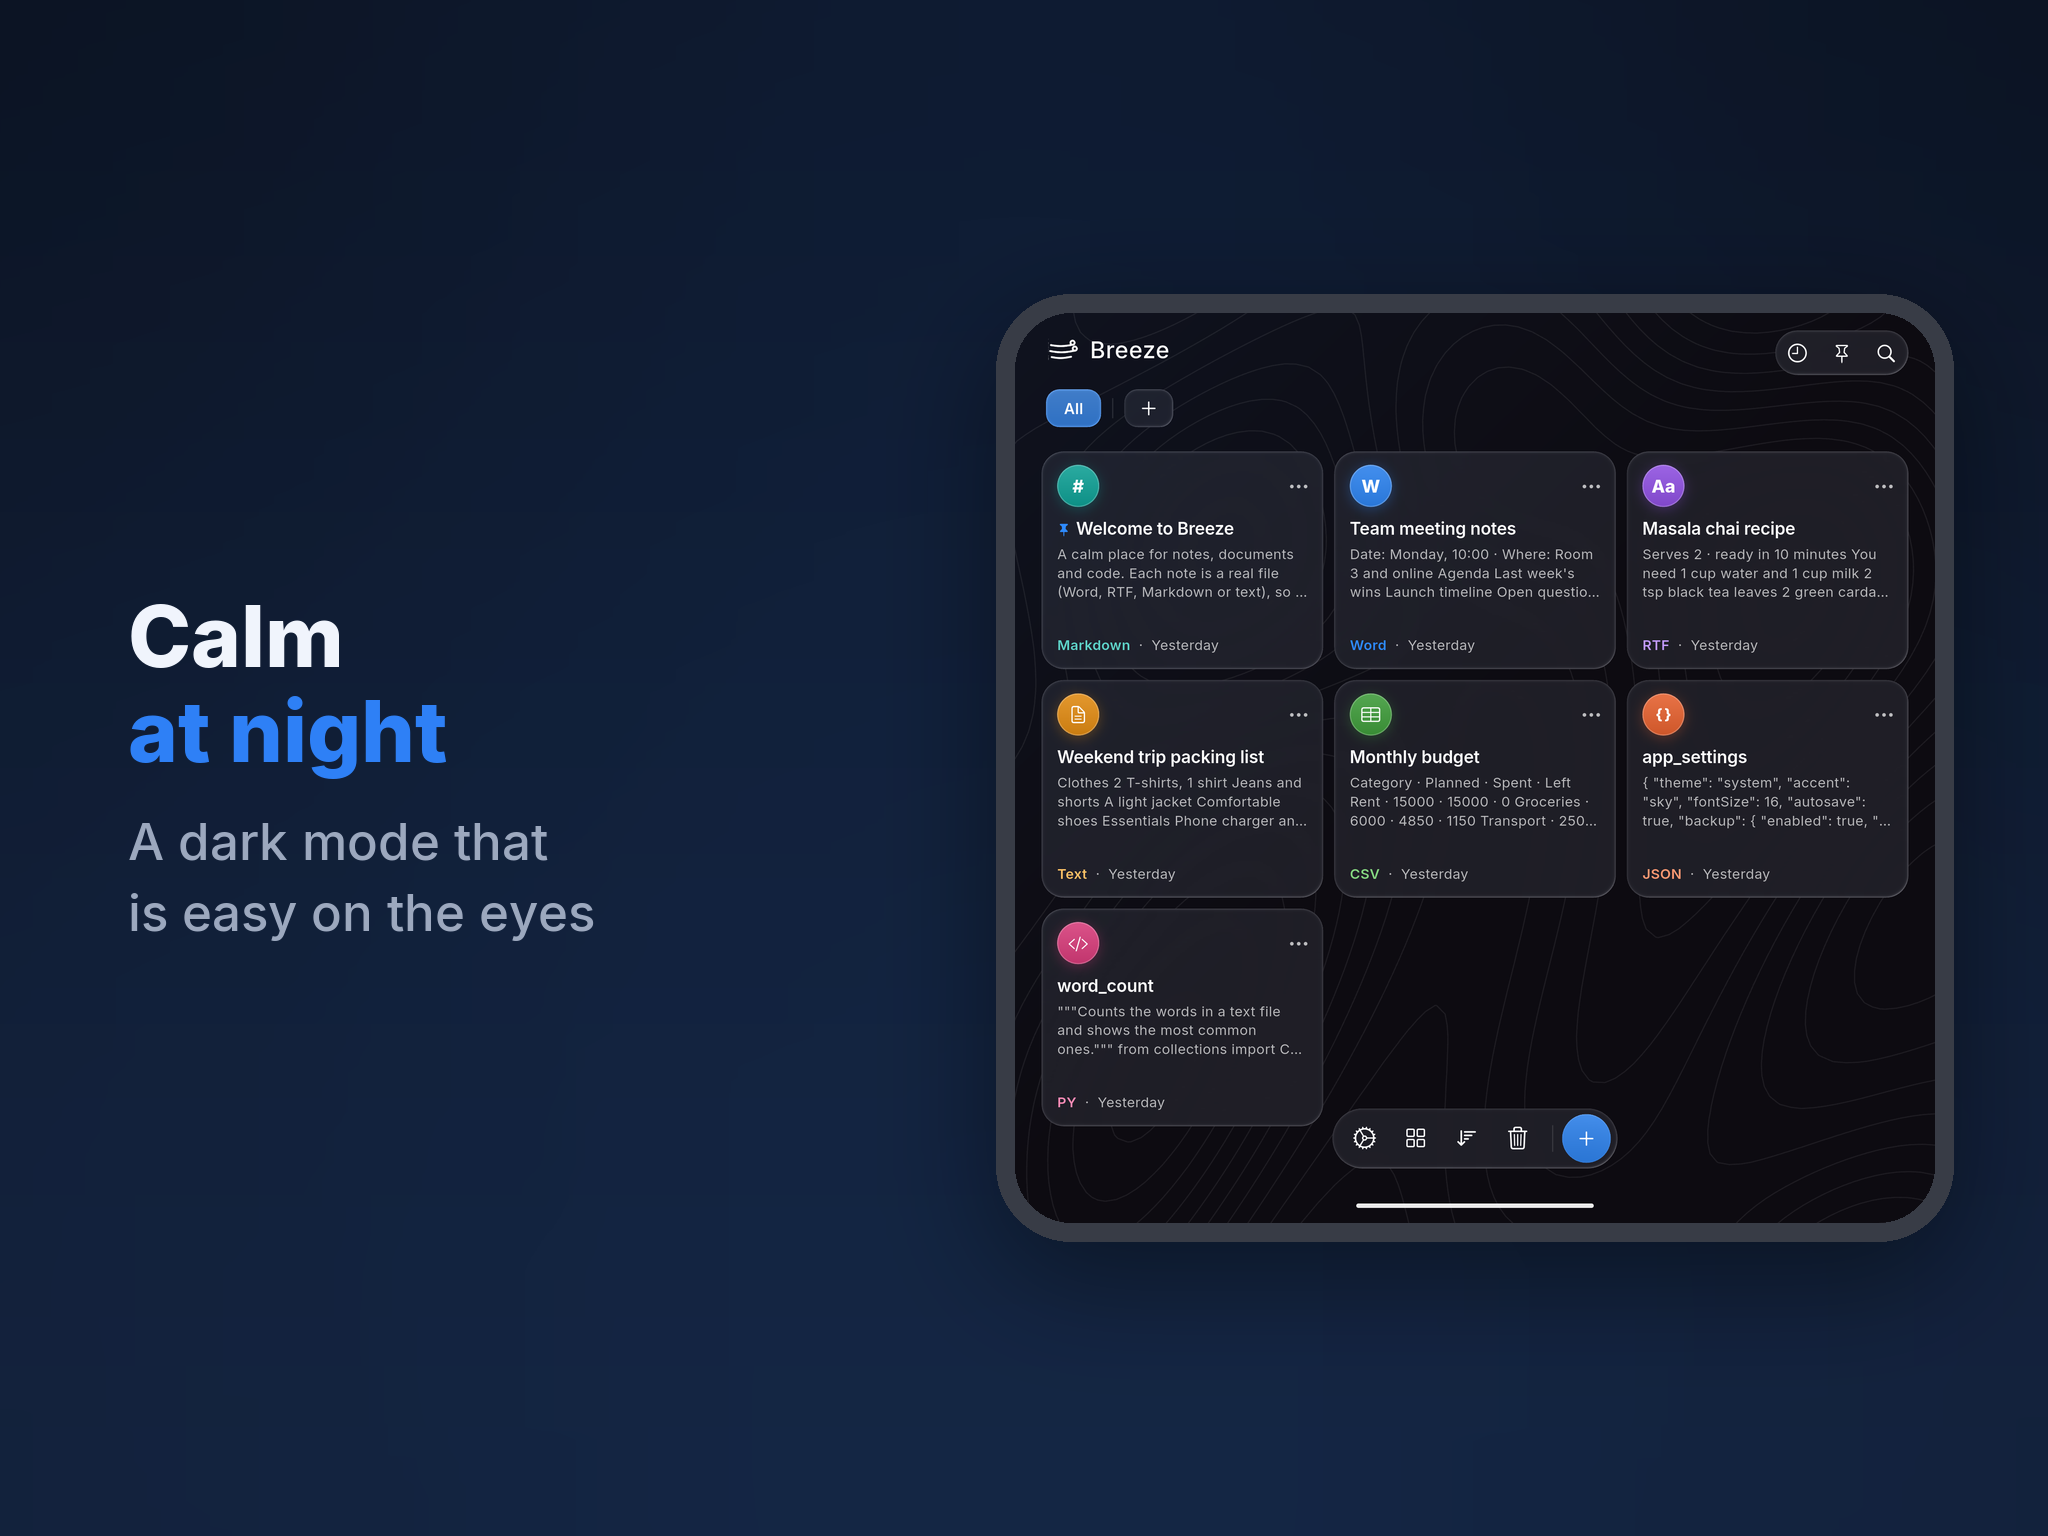 Calm
at night
A dark mode that
is easy on the eyes
Breeze
All
#
Welcome to Breeze
A calm place for notes, documents
and code. Each note is a real file
(Word, RTF, Markdown or text), so ...
Markdown · Yesterday
W
Team meeting notes
Date: Monday, 10:00 · Where: Room
3 and online Agenda Last week's
wins Launch timeline Open questio...
Word · Yesterday
Aa
Masala chai recipe
Serves 2 · ready in 10 minutes You
need 1 cup water and 1 cup milk 2
tsp black tea leaves 2 green carda...
RTF · Yesterday
Weekend trip packing list
Clothes 2 T-shirts, 1 shirt Jeans and
shorts A light jacket Comfortable
shoes Essentials Phone charger an...
Text · Yesterday
Monthly budget
Category · Planned · Spent · Left
Rent · 15000 · 15000 · 0 Groceries ·
6000 · 4850 · 1150 Transport · 250...
CSV · Yesterday
{}
app_settings
{ "theme": "system", "accent":
"sky", "fontSize": 16, "autosave":
true, "backup": { "enabled": true, "...
JSON · Yesterday
</>
word_count
"""Counts the words in a text file
and shows the most common
ones.""" from collections import C...
PY · Yesterday